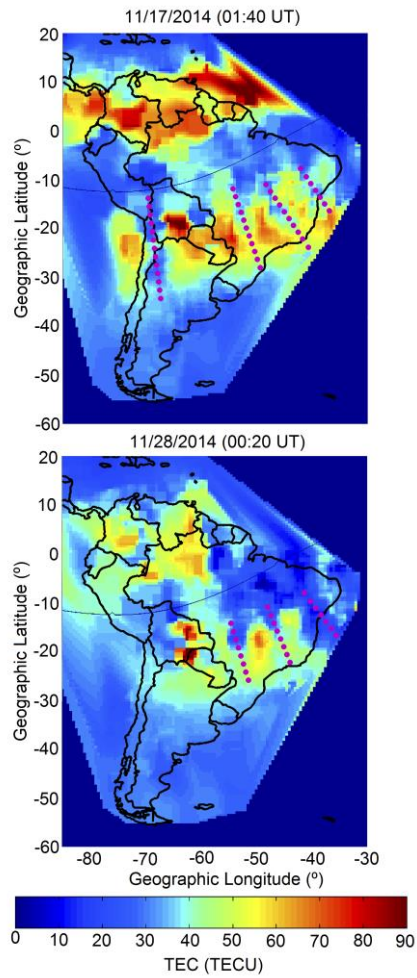 11/17/2014 (01:40 UT)
20
10
0
-10
-20
-30
-40
-50
-60
Geographic Latitude (º)
11/28/2014 (00:20 UT)
20
10
0
-10
-20
-30
-40
-50
-60
Geographic Latitude (º)
-80 -70 -60 -50 -40 -30
Geographic Longitude (º)
0 10 20 30 40 50 60 70 80 90
TEC (TECU)